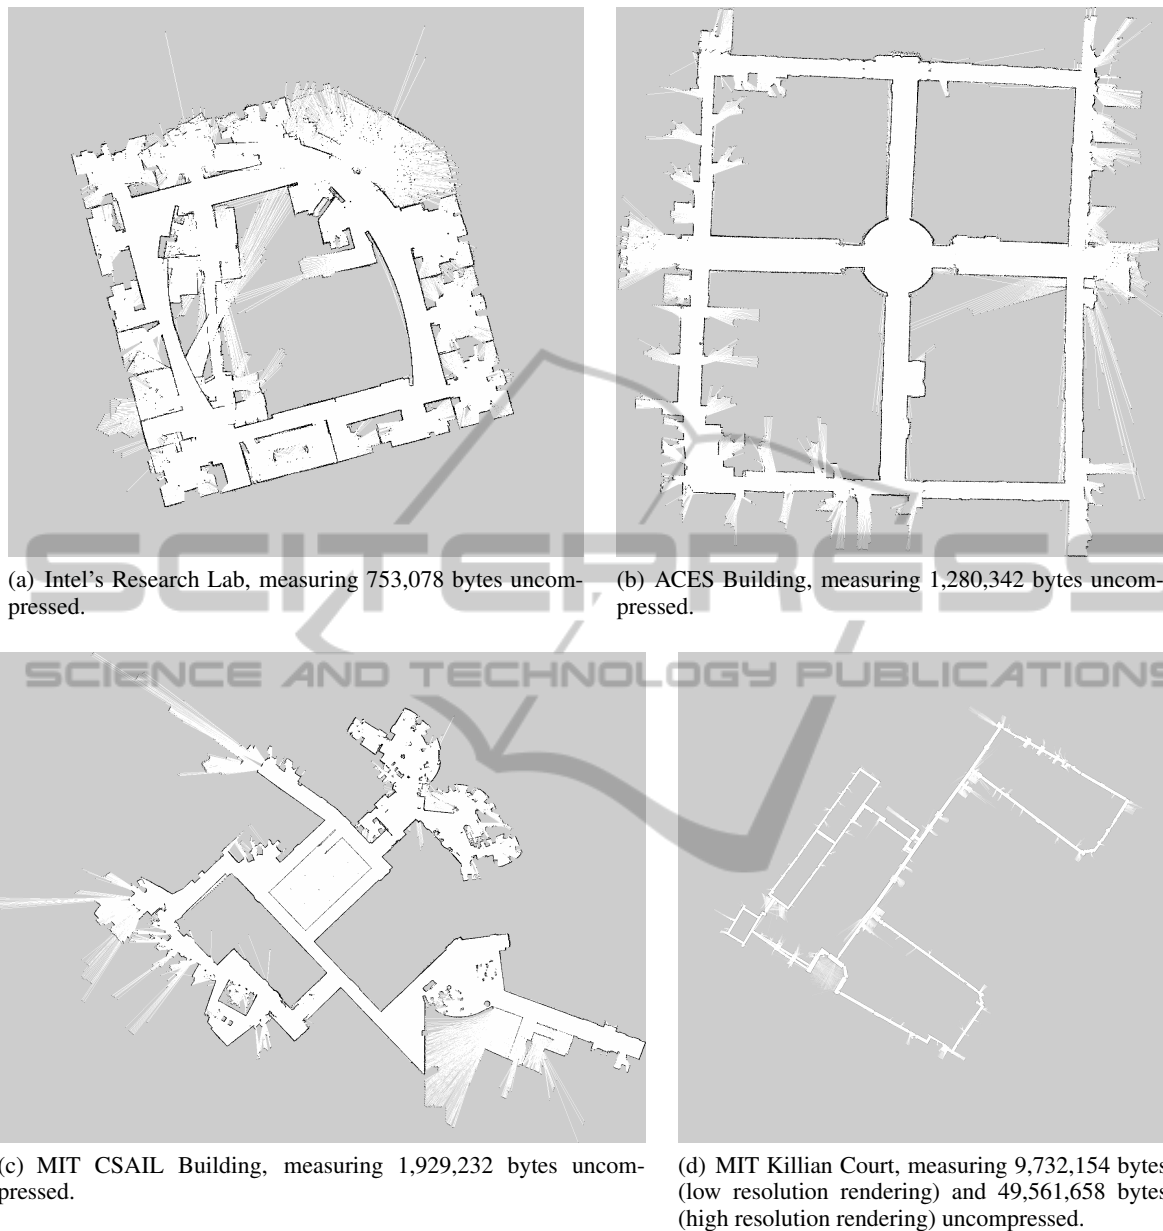 (a) Intel's Research Lab, measuring 753,078 bytes uncom-
pressed.
(b) ACES Building, measuring 1,280,342 bytes uncom-
pressed.
SCITEPRESS
SCIENCE AND TECHNOLOGY PUBLICATIONS
(c) MIT CSAIL Building, measuring 1,929,232 bytes uncom-
pressed.
(d) MIT Killian Court, measuring 9,732,154 bytes
(low resolution rendering) and 49,561,658 bytes
(high resolution rendering) uncompressed.